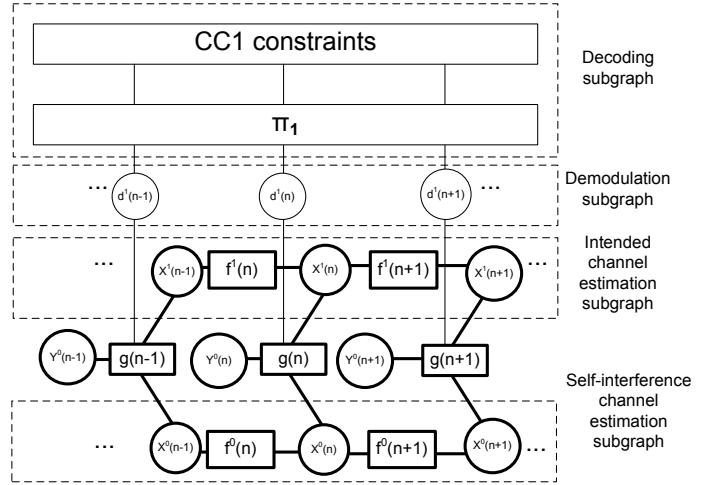 CC1 constraints
Decoding
subgraph
π₁
... d¹(n-1) d¹(n) d¹(n+1) ...
Demodulation
subgraph
... X¹(n-1) f¹(n) X¹(n) f¹(n+1) X¹(n+1) ...
Intended
channel
estimation
subgraph
Y⁰(n-1) g(n-1) Y⁰(n) g(n) Y⁰(n+1) g(n+1)
Self-interference
channel
estimation
subgraph
... X⁰(n-1) f⁰(n) X⁰(n) f⁰(n+1) X⁰(n+1) ...